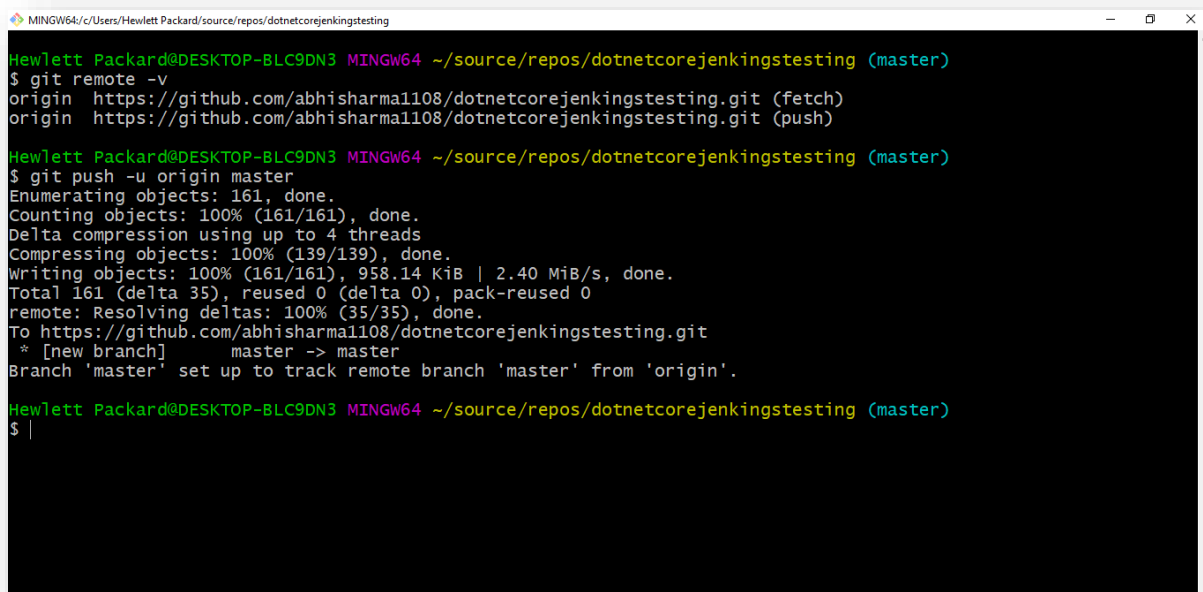 MINGW64:/c/Users/Hewlett Packard/source/repos/dotnetcorejenkingstesting
Hewlett Packard@DESKTOP-BLC9DN3 MINGW64 ~/source/repos/dotnetcorejenkingstesting (master)
$ git remote -v
origin  https://github.com/abhisharma1108/dotnetcorejenkingstesting.git (fetch)
origin  https://github.com/abhisharma1108/dotnetcorejenkingstesting.git (push)
Hewlett Packard@DESKTOP-BLC9DN3 MINGW64 ~/source/repos/dotnetcorejenkingstesting (master)
$ git push -u origin master
Enumerating objects: 161, done.
Counting objects: 100% (161/161), done.
Delta compression using up to 4 threads
Compressing objects: 100% (139/139), done.
Writing objects: 100% (161/161), 958.14 KiB | 2.40 MiB/s, done.
Total 161 (delta 35), reused 0 (delta 0), pack-reused 0
remote: Resolving deltas: 100% (35/35), done.
To https://github.com/abhisharma1108/dotnetcorejenkingstesting.git
 * [new branch]      master -> master
Branch 'master' set up to track remote branch 'master' from 'origin'.
Hewlett Packard@DESKTOP-BLC9DN3 MINGW64 ~/source/repos/dotnetcorejenkingstesting (master)
$